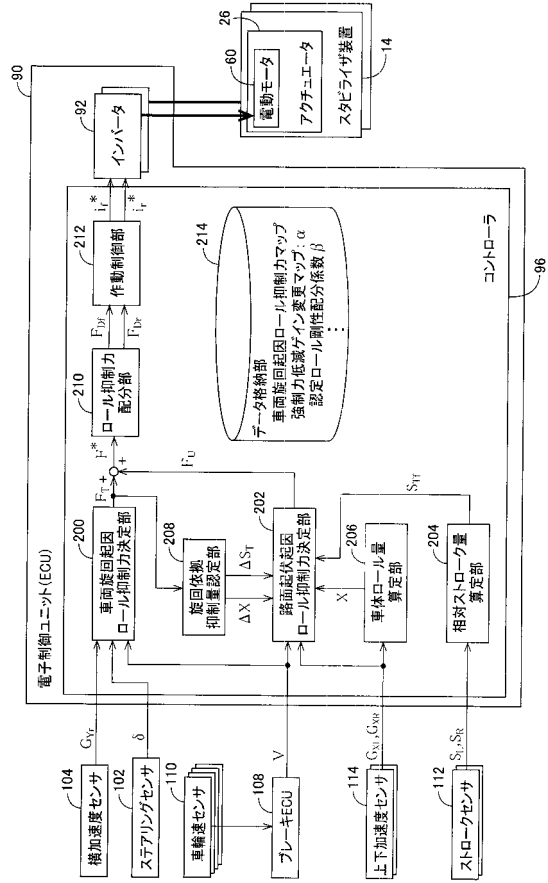 電子制御ユニット(ECU)
90
横加速度センサ
104
G_Yr
ステアリングセンサ
102
δ
車輪速センサ
110
ブレーキECU
108
V
上下加速度センサ
114
G_XL,G_XR
ストロークセンサ
112
S_L,S_R
車両旋回起因
ロール抑制力決定部
200
旋回依拠
抑制量認定部
208
ΔX
ΔS_T
路面起伏起因
ロール抑制力決定部
202
車体ロール量
算定部
206
X
相対ストローク量
算定部
204
S_Tf
F_T
+
+
F*
F_U
ロール抑制力
配分部
210
F_Df
F_Dr
作動制御部
212
i_f*
i_r*
インバータ
92
データ格納部
車両旋回起因ロール抑制力マップ
強制力低減ゲイン変更マップ:α
認定ロール剛性配分係数 β
⋮
214
コントローラ
96
電動モータ
60
アクチュエータ
26
スタビライザ装置
14